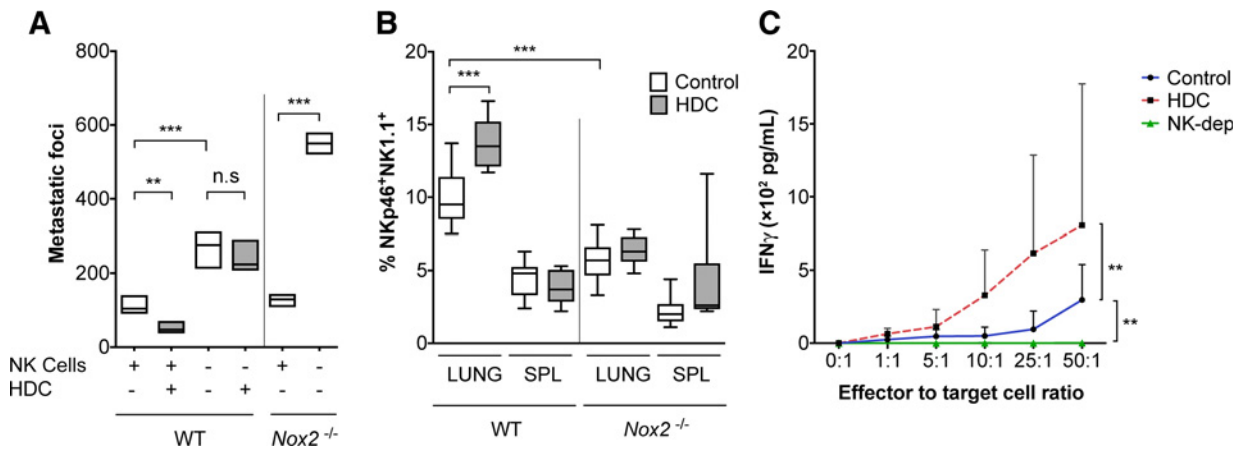 A
Metastatic foci
800
600
400
200
0
***
**
n.s
***
NK Cells + + - - + -
HDC - + - + - -
WT Nox2 -/-
B
% NKp46+NK1.1+
20
15
10
5
0
***
***
Control
HDC
LUNG SPL LUNG SPL
WT Nox2 -/-
C
IFNγ (×10² pg/mL)
20
15
10
5
0
Control
HDC
NK-dep
**
**
0:1 1:1 5:1 10:1 25:1 50:1
Effector to target cell ratio